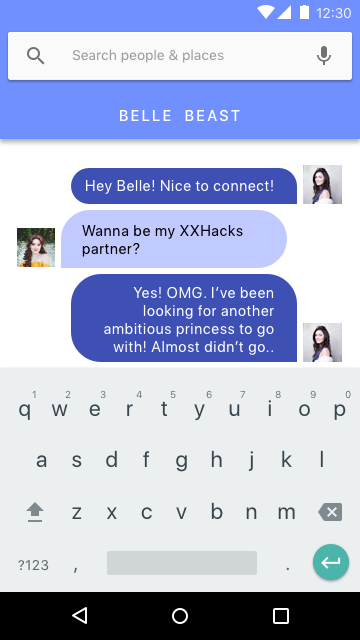 12:30
Search people & places
BELLE BEAST
Hey Belle! Nice to connect!
Wanna be my XXHacks
partner?
Yes! OMG. I’ve been
looking for another
ambitious princess to go
with! Almost didn’t go..
1 2 3 4 5 6 7 8 9 0
q w e r t y u i o p
a s d f g h j k l
z x c v b n m
?123 , .